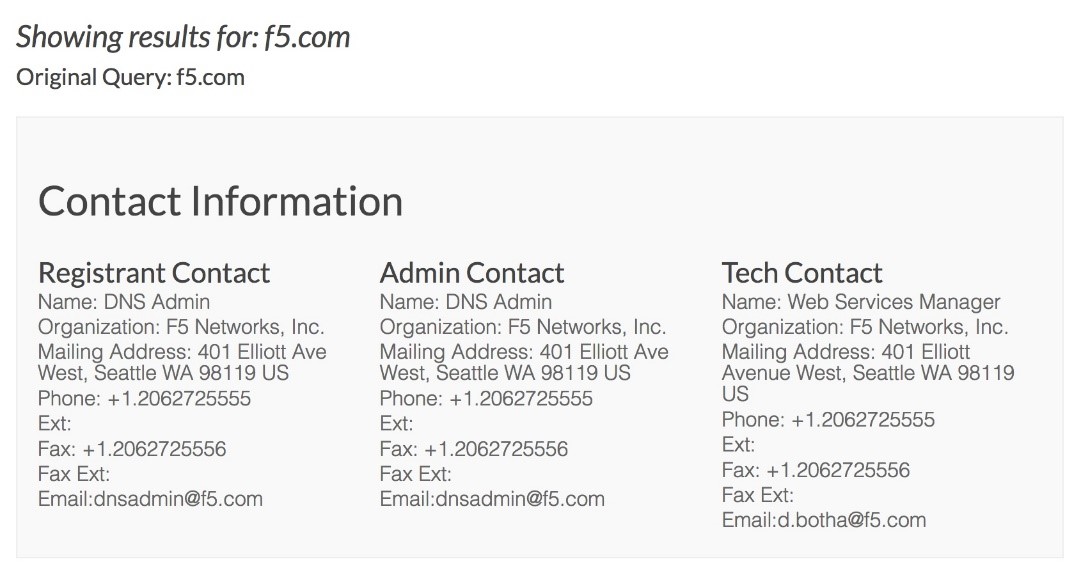 Showing results for: f5.com
Original Query: f5.com
Contact Information
Registrant Contact
Name: DNS Admin
Organization: F5 Networks, Inc.
Mailing Address: 401 Elliott Ave
West, Seattle WA 98119 US
Phone: +1.2062725555
Ext:
Fax: +1.2062725556
Fax Ext:
Email:dnsadmin@f5.com
Admin Contact
Name: DNS Admin
Organization: F5 Networks, Inc.
Mailing Address: 401 Elliott Ave
West, Seattle WA 98119 US
Phone: +1.2062725555
Ext:
Fax: +1.2062725556
Fax Ext:
Email:dnsadmin@f5.com
Tech Contact
Name: Web Services Manager
Organization: F5 Networks, Inc.
Mailing Address: 401 Elliott
Avenue West, Seattle WA 98119
US
Phone: +1.2062725555
Ext:
Fax: +1.2062725556
Fax Ext:
Email:d.botha@f5.com